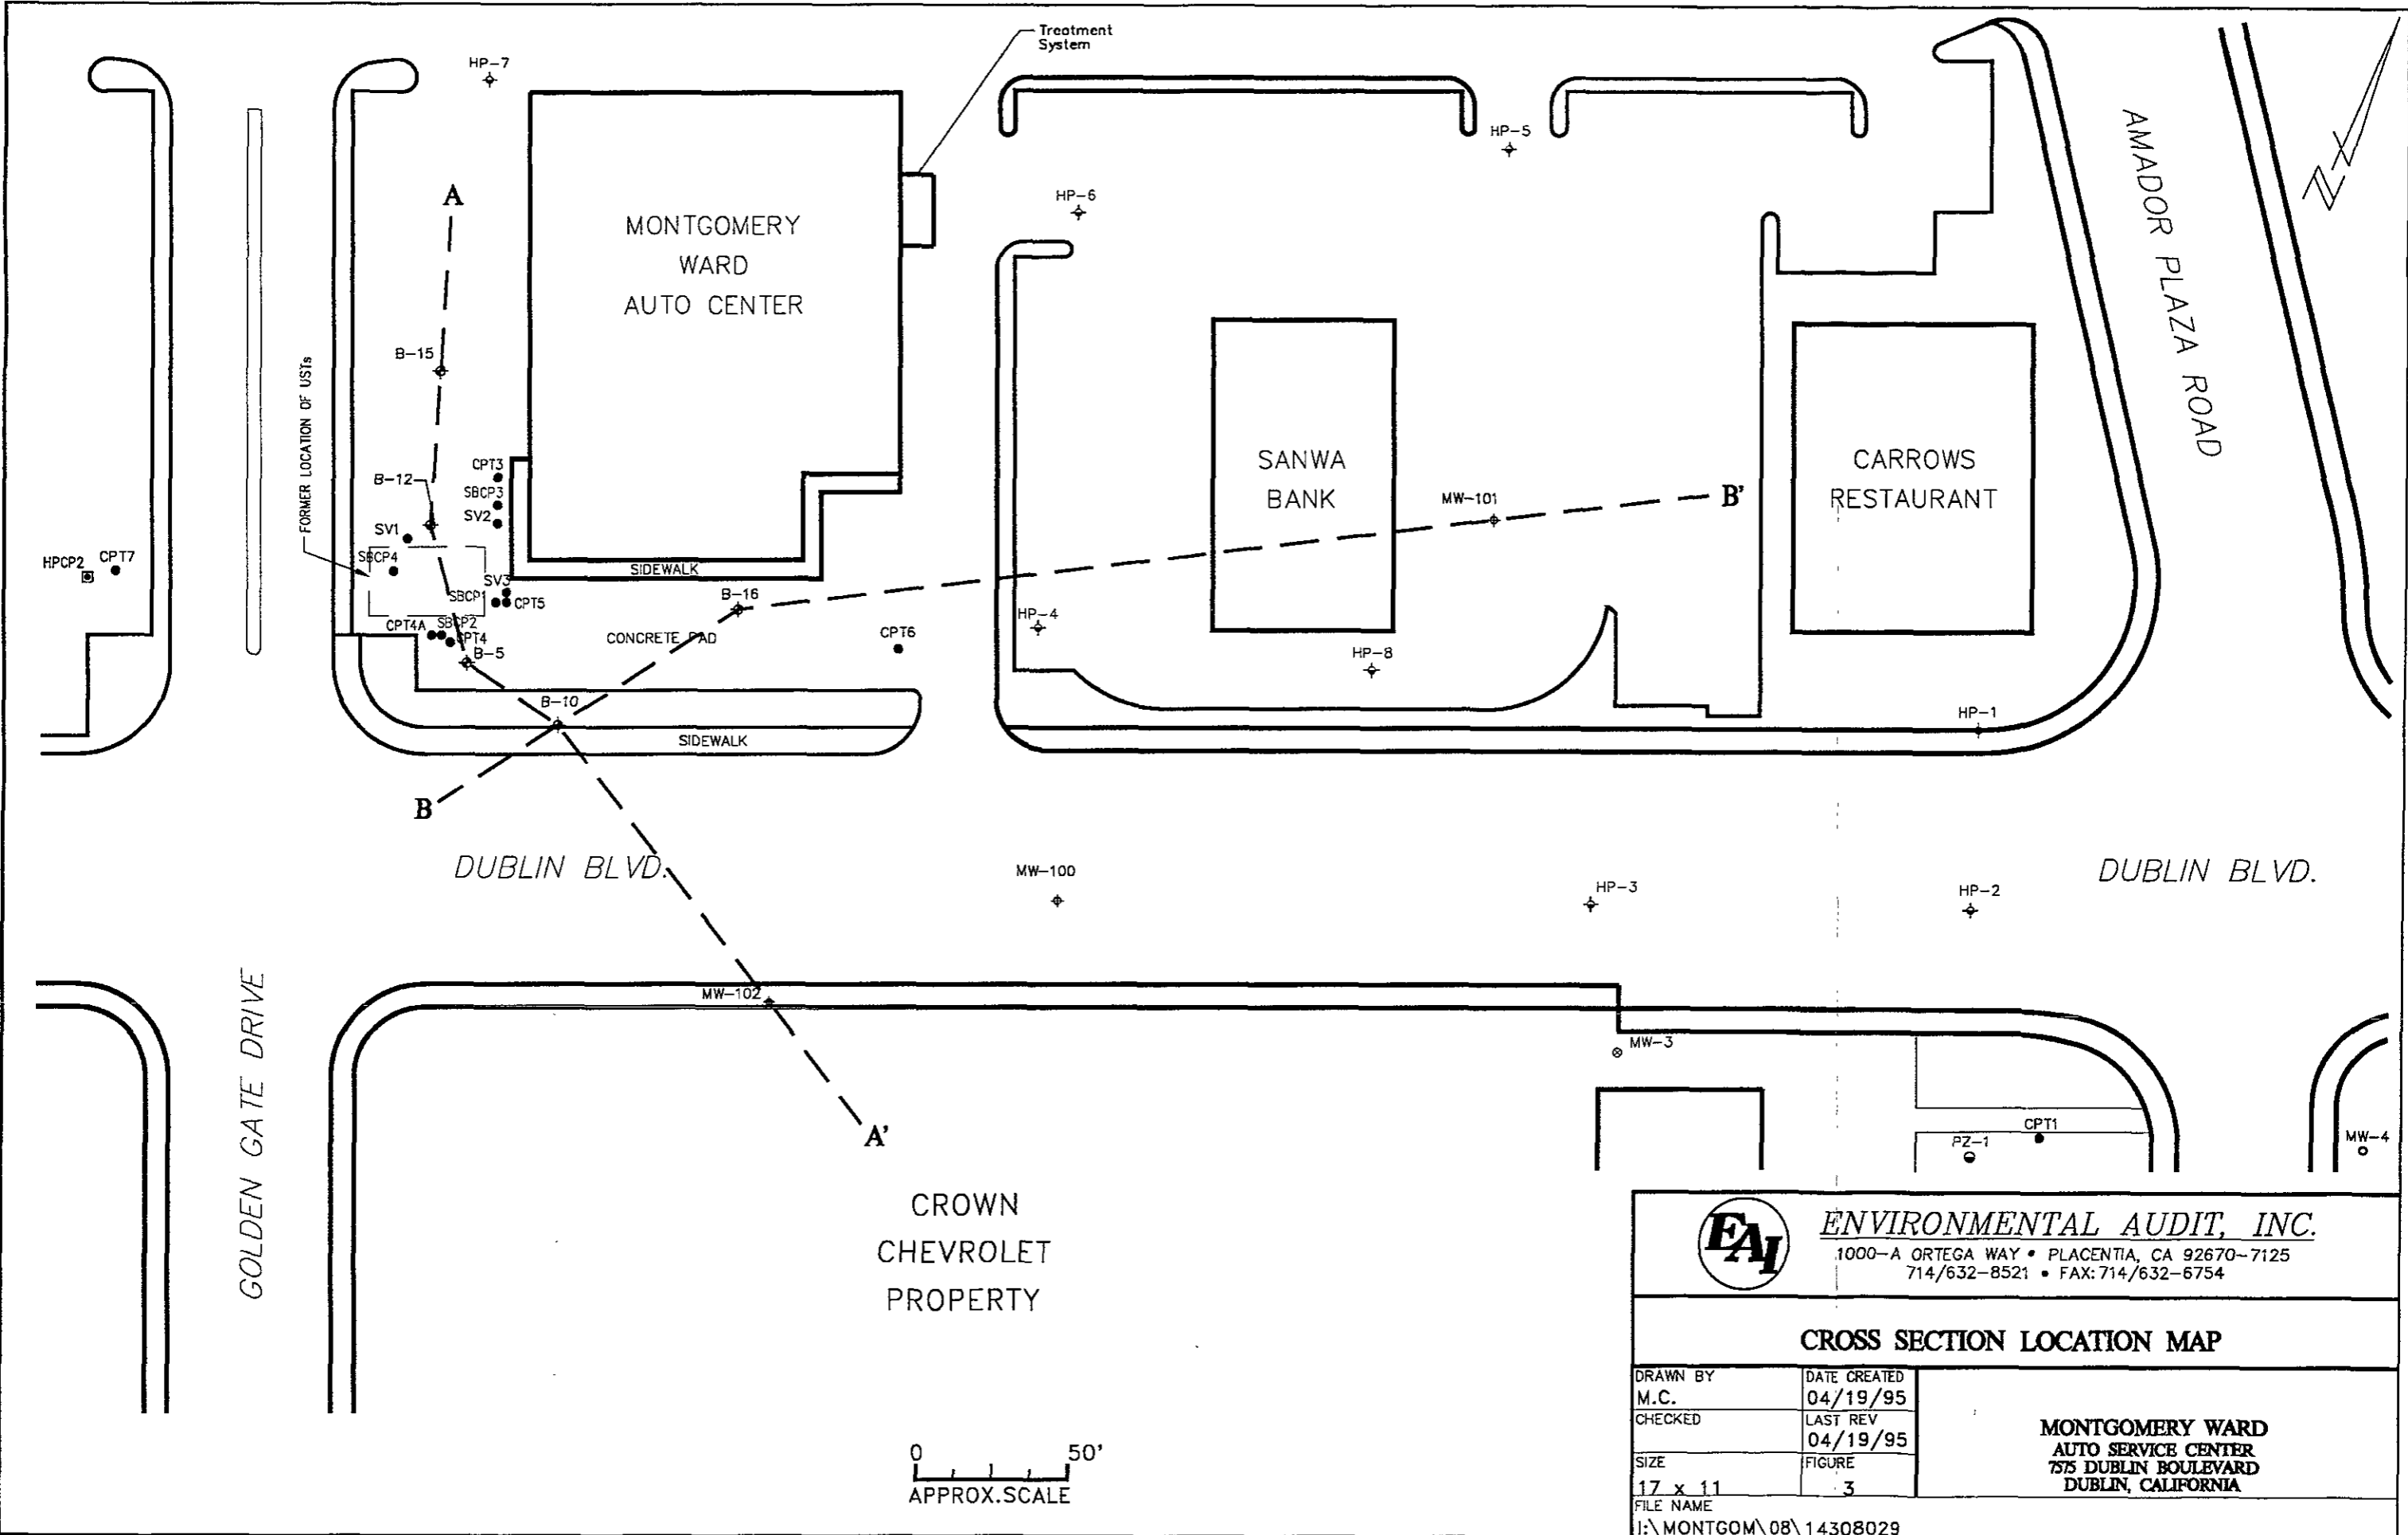 Treatment
System
HP-7
HP-5
HP-6
A
MONTGOMERY
WARD
AUTO CENTER
AMADOR PLAZA ROAD
N
B-15
FORMER LOCATION OF USTs
CPT3
B-12
SBCP3
SV2
SV1
SBCP4
HPCP2
CPT7
SV3
SBCP1
CPT5
CPT4A
SBCP2
CPT4
B-5
SIDEWALK
B-16
CONCRETE PAD
CPT6
HP-4
SANWA
BANK
MW-101
B'
CARROWS
RESTAURANT
HP-8
B-10
SIDEWALK
HP-1
B
DUBLIN BLVD.
MW-100
HP-3
HP-2
DUBLIN BLVD.
GOLDEN GATE DRIVE
MW-102
MW-3
A'
PZ-1
CPT1
MW-4
CROWN
CHEVROLET
PROPERTY
0 50'
APPROX.SCALE
EAI
ENVIRONMENTAL AUDIT, INC.
1000-A ORTEGA WAY • PLACENTIA, CA 92670-7125
714/632-8521 • FAX: 714/632-6754
CROSS SECTION LOCATION MAP
DRAWN BY
M.C.
DATE CREATED
04/19/95
CHECKED
LAST REV
04/19/95
SIZE
17 x 11
FIGURE
3
MONTGOMERY WARD
AUTO SERVICE CENTER
7575 DUBLIN BOULEVARD
DUBLIN, CALIFORNIA
FILE NAME
J:\MONTGOM\08\14308029